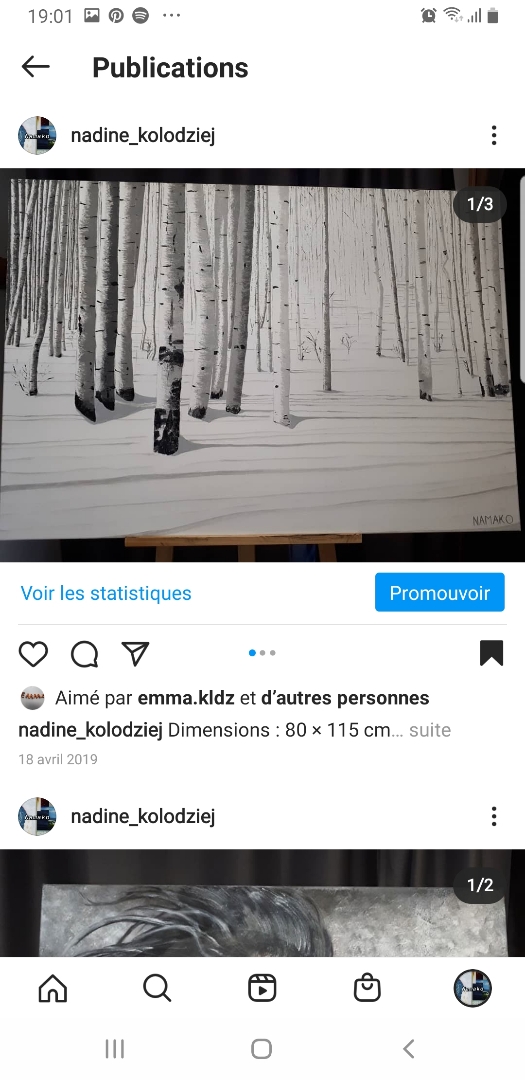 19:01
Publications
nadine_kolodziej
1/3
NAMAKO
Voir les statistiques
Promouvoir
Aimé par emma.kldz et d'autres personnes
nadine_kolodziej Dimensions : 80 × 115 cm... suite
18 avril 2019
nadine_kolodziej
1/2